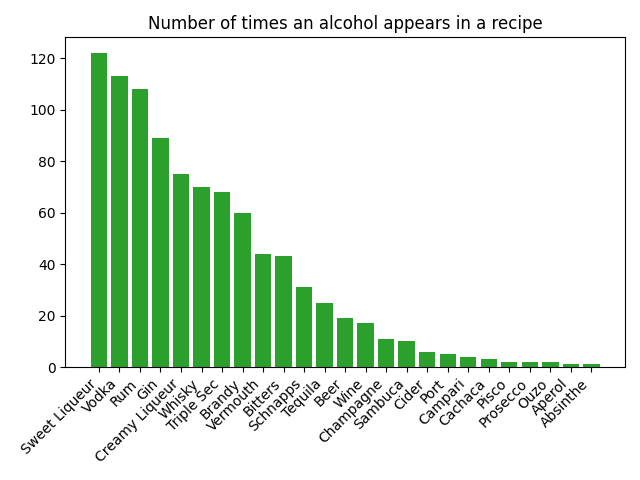 Number of times an alcohol appears in a recipe
120
100
80
60
40
20
0
Sweet Liqueur
Vodka
Rum
Gin
Creamy Liqueur
Whisky
Triple Sec
Brandy
Vermouth
Bitters
Schnapps
Tequila
Beer
Wine
Champagne
Sambuca
Cider
Port
Campari
Cachaca
Pisco
Prosecco
Ouzo
Aperol
Absinthe